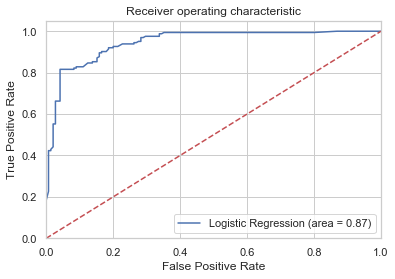 Receiver operating characteristic
True Positive Rate
1.0
0.8
0.6
0.4
0.2
0.0
Logistic Regression (area = 0.87)
0.0 0.2 0.4 0.6 0.8 1.0
False Positive Rate